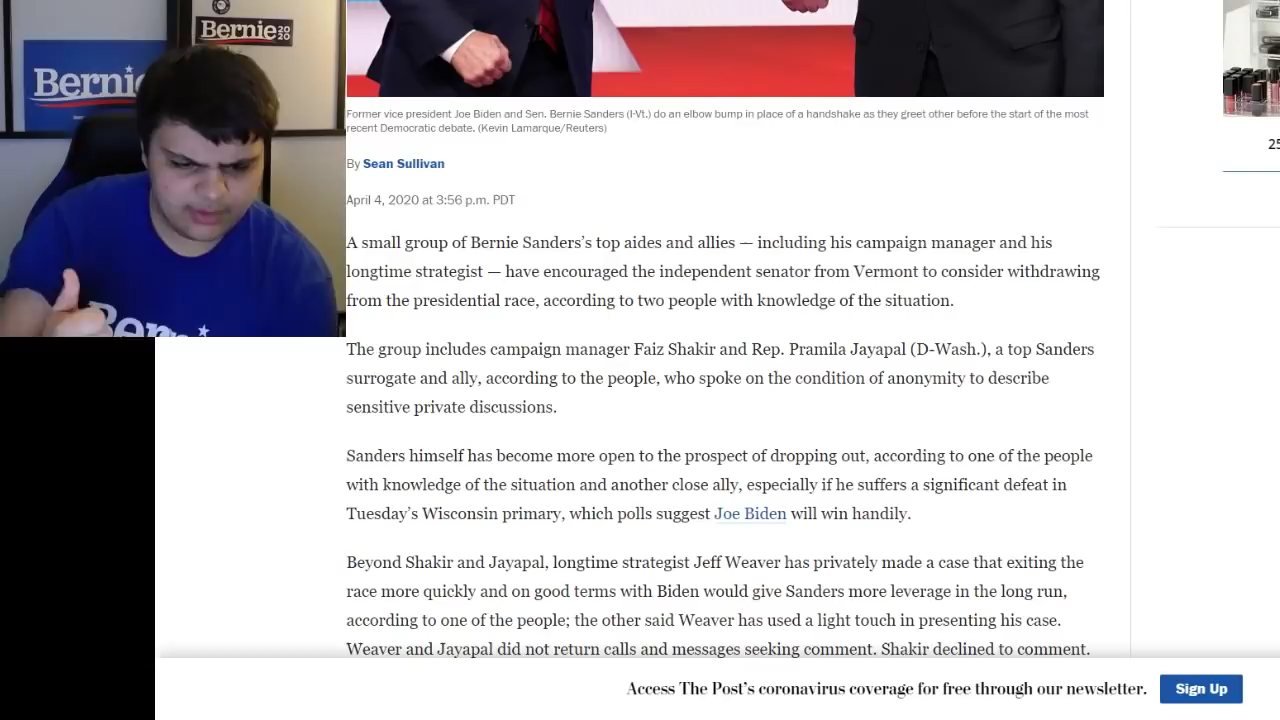 Bernie 2020
Bernie
Bernie
Former vice president Joe Biden and Sen. Bernie Sanders (I-Vt.) do an elbow bump in place of a handshake as they greet other before the start of the most
recent Democratic debate. (Kevin Lamarque/Reuters)
By Sean Sullivan
April 4, 2020 at 3:56 p.m. PDT
A small group of Bernie Sanders’s top aides and allies — including his campaign manager and his
longtime strategist — have encouraged the independent senator from Vermont to consider withdrawing
from the presidential race, according to two people with knowledge of the situation.
The group includes campaign manager Faiz Shakir and Rep. Pramila Jayapal (D-Wash.), a top Sanders
surrogate and ally, according to the people, who spoke on the condition of anonymity to describe
sensitive private discussions.
Sanders himself has become more open to the prospect of dropping out, according to one of the people
with knowledge of the situation and another close ally, especially if he suffers a significant defeat in
Tuesday’s Wisconsin primary, which polls suggest Joe Biden will win handily.
Beyond Shakir and Jayapal, longtime strategist Jeff Weaver has privately made a case that exiting the
race more quickly and on good terms with Biden would give Sanders more leverage in the long run,
according to one of the people; the other said Weaver has used a light touch in presenting his case.
Weaver and Jayapal did not return calls and messages seeking comment. Shakir declined to comment.
Access The Post’s coronavirus coverage for free through our newsletter.
Sign Up
25